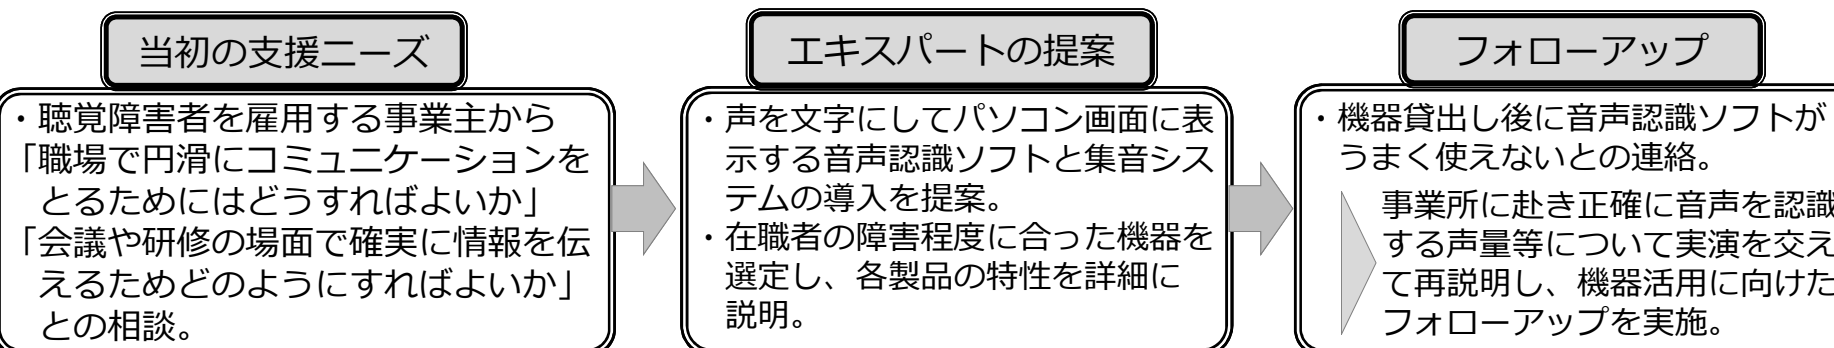 当初の支援ニーズ
・聴覚障害者を雇用する事業主から
「職場で円滑にコミュニケーションを
とるためにはどうすればよいか」
「会議や研修の場面で確実に情報を伝
えるためどのようにすればよいか」
との相談。
エキスパートの提案
・声を文字にしてパソコン画面に表
示する音声認識ソフトと集音シス
テムの導入を提案。
・在職者の障害程度に合った機器を
選定し、各製品の特性を詳細に
説明。
フォローアップ
・機器貸出し後に音声認識ソフトが
うまく使えないとの連絡。
事業所に赴き正確に音声を認識
する声量等について実演を交え
て再説明し、機器活用に向けた
フォローアップを実施。